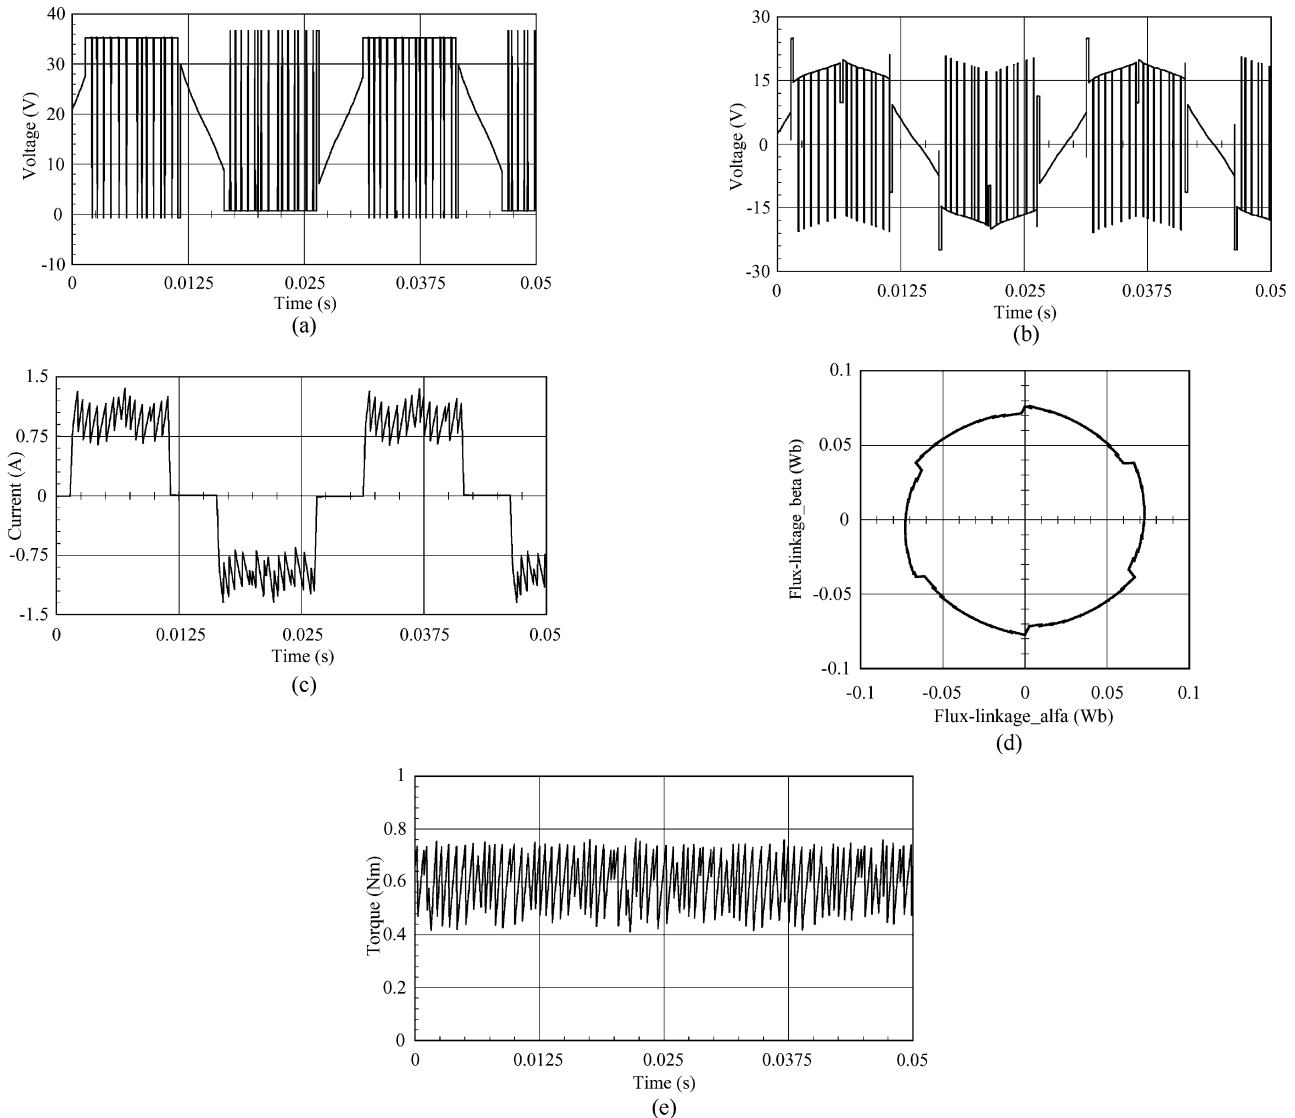 40
30
20
10
0
-10
Voltage (V)
0 0.0125 0.025 0.0375 0.05
Time (s)
(a)
30
15
0
-15
-30
Voltage (V)
0 0.0125 0.025 0.0375 0.05
Time (s)
(b)
1.5
0.75
0
-0.75
-1.5
Current (A)
0 0.0125 0.025 0.0375 0.05
Time (s)
(c)
0.1
0.05
0
-0.05
-0.1
Flux-linkage_beta (Wb)
-0.1 -0.05 0 0.05 0.1
Flux-linkage_alfa (Wb)
(d)
1
0.8
0.6
0.4
0.2
0
Torque (Nm)
0 0.0125 0.025 0.0375 0.05
Time (s)
(e)